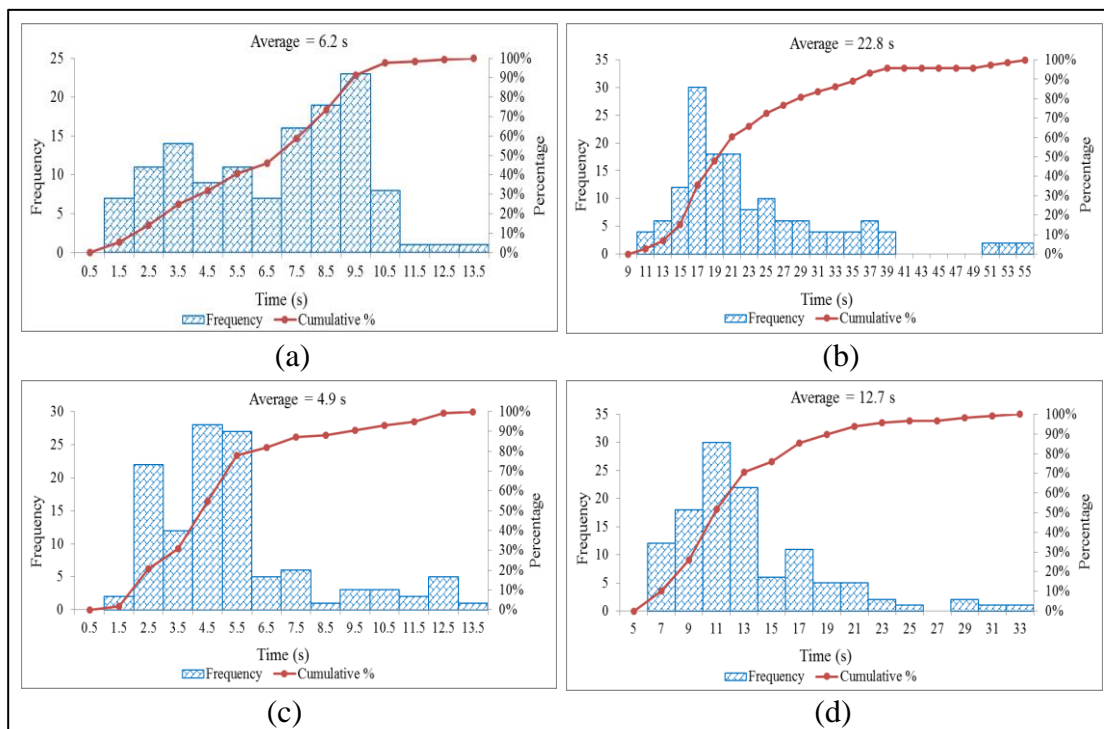 Average = 6.2 s
25
20
15
10
5
0
Frequency
100%
90%
80%
70%
60%
50%
40%
30%
20%
10%
0%
Percentage
0.5 1.5 2.5 3.5 4.5 5.5 6.5 7.5 8.5 9.5 10.5 11.5 12.5 13.5
Time (s)
Frequency Cumulative %
(a)
Average = 22.8 s
35
30
25
20
15
10
5
0
Frequency
100%
90%
80%
70%
60%
50%
40%
30%
20%
10%
0%
Percentage
9 11 13 15 17 19 21 23 25 27 29 31 33 35 37 39 41 43 45 47 49 51 53 55
Time (s)
Frequency Cumulative %
(b)
Average = 4.9 s
30
25
20
15
10
5
0
Frequency
100%
90%
80%
70%
60%
50%
40%
30%
20%
10%
0%
Percentage
0.5 1.5 2.5 3.5 4.5 5.5 6.5 7.5 8.5 9.5 10.5 11.5 12.5 13.5
Time (s)
Frequency Cumulative %
(c)
Average = 12.7 s
35
30
25
20
15
10
5
0
Frequency
100%
90%
80%
70%
60%
50%
40%
30%
20%
10%
0%
Percentage
5 7 9 11 13 15 17 19 21 23 25 27 29 31 33
Time (s)
Frequency Cumulative %
(d)